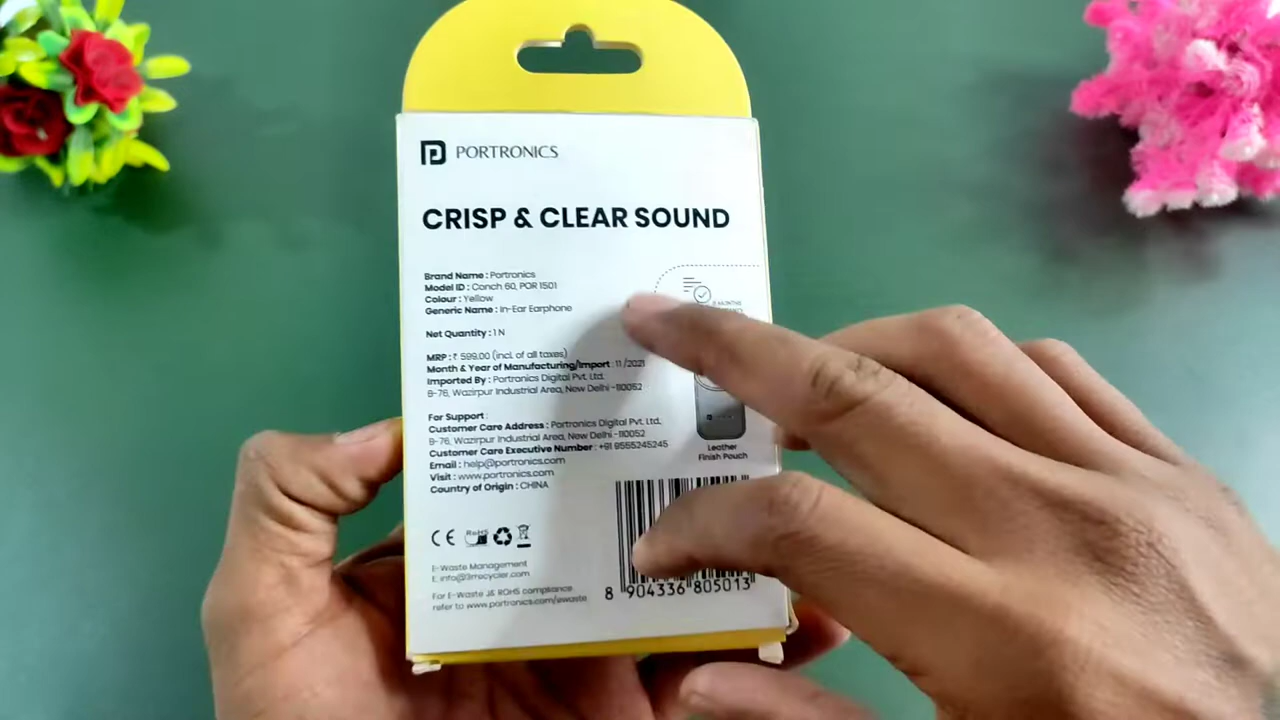 PORTRONICS
CRISP & CLEAR SOUND
Brand Name : Portronics
Model ID : Conch 60, POR 1501
Colour : Yellow
Generic Name : In-Ear Earphone
Net Quantity : 1 N
MRP : ₹ 599.00 (incl. of all taxes)
Month & Year of Manufacturing/Import : 11/2021
Imported By : Portronics Digital Pvt. Ltd.
B-76, Wazirpur Industrial Area, New Delhi -110052
For Support :
Customer Care Address : Portronics Digital Pvt. Ltd.,
B-76, Wazirpur Industrial Area, New Delhi -110052
Customer Care Executive Number : +91 9555245245
Email : help@portronics.com
Visit : www.portronics.com
Country of Origin : CHINA
MONTHS
Leather
Finish Pouch
CE RoHS
E-Waste Management
E: info@3rrecycler.com
For E-Waste J& ROHS compliance
refer to www.portronics.com/ewaste
8 904336 805013